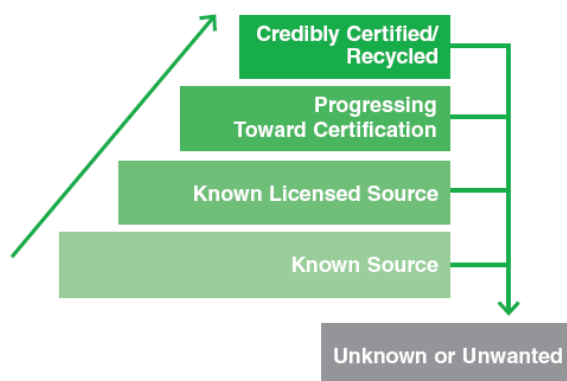 Credibly Certified/
Recycled
Progressing
Toward Certification
Known Licensed Source
Known Source
Unknown or Unwanted